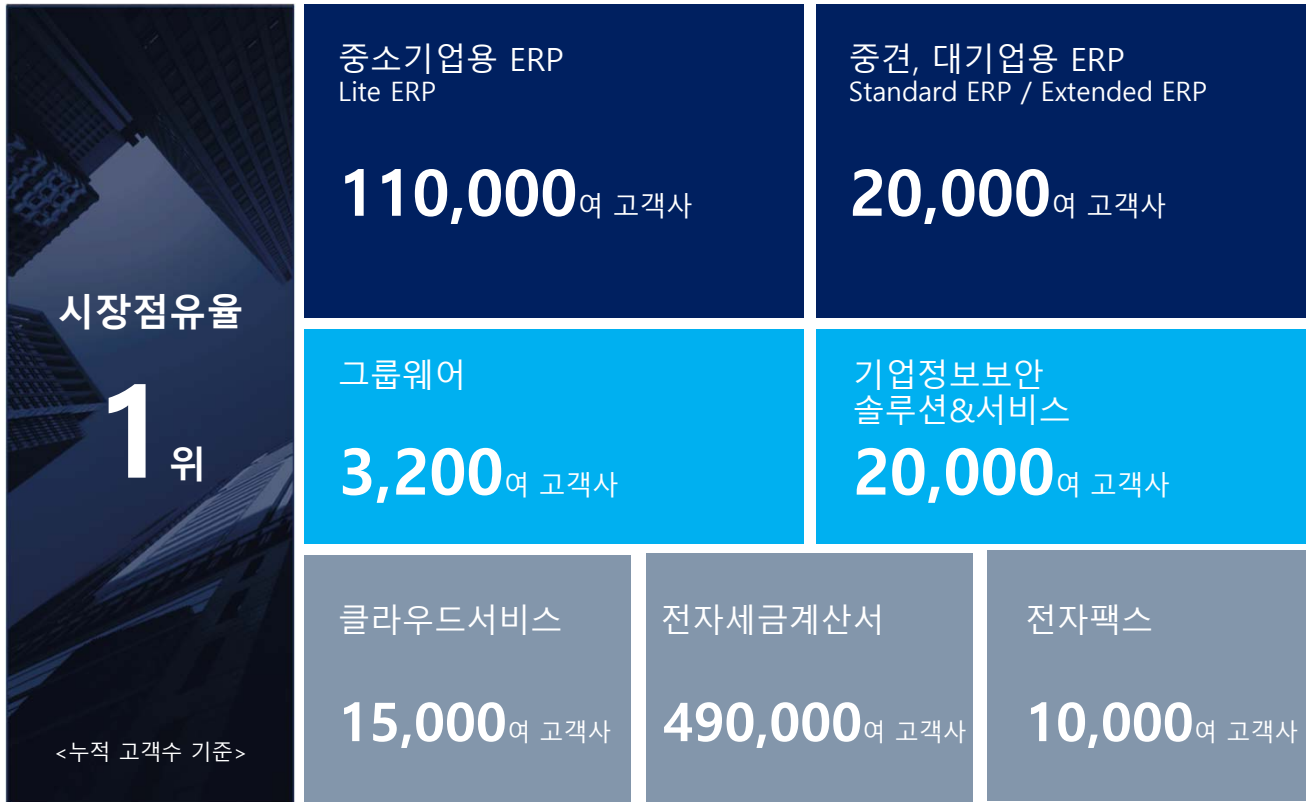 시장점유율
1위
<누적 고객수 기준>
중소기업용 ERP
Lite ERP
110,000여 고객사
중견, 대기업용 ERP
Standard ERP / Extended ERP
20,000여 고객사
그룹웨어
3,200여 고객사
기업정보보안
솔루션&서비스
20,000여 고객사
클라우드서비스
15,000여 고객사
전자세금계산서
490,000여 고객사
전자팩스
10,000여 고객사